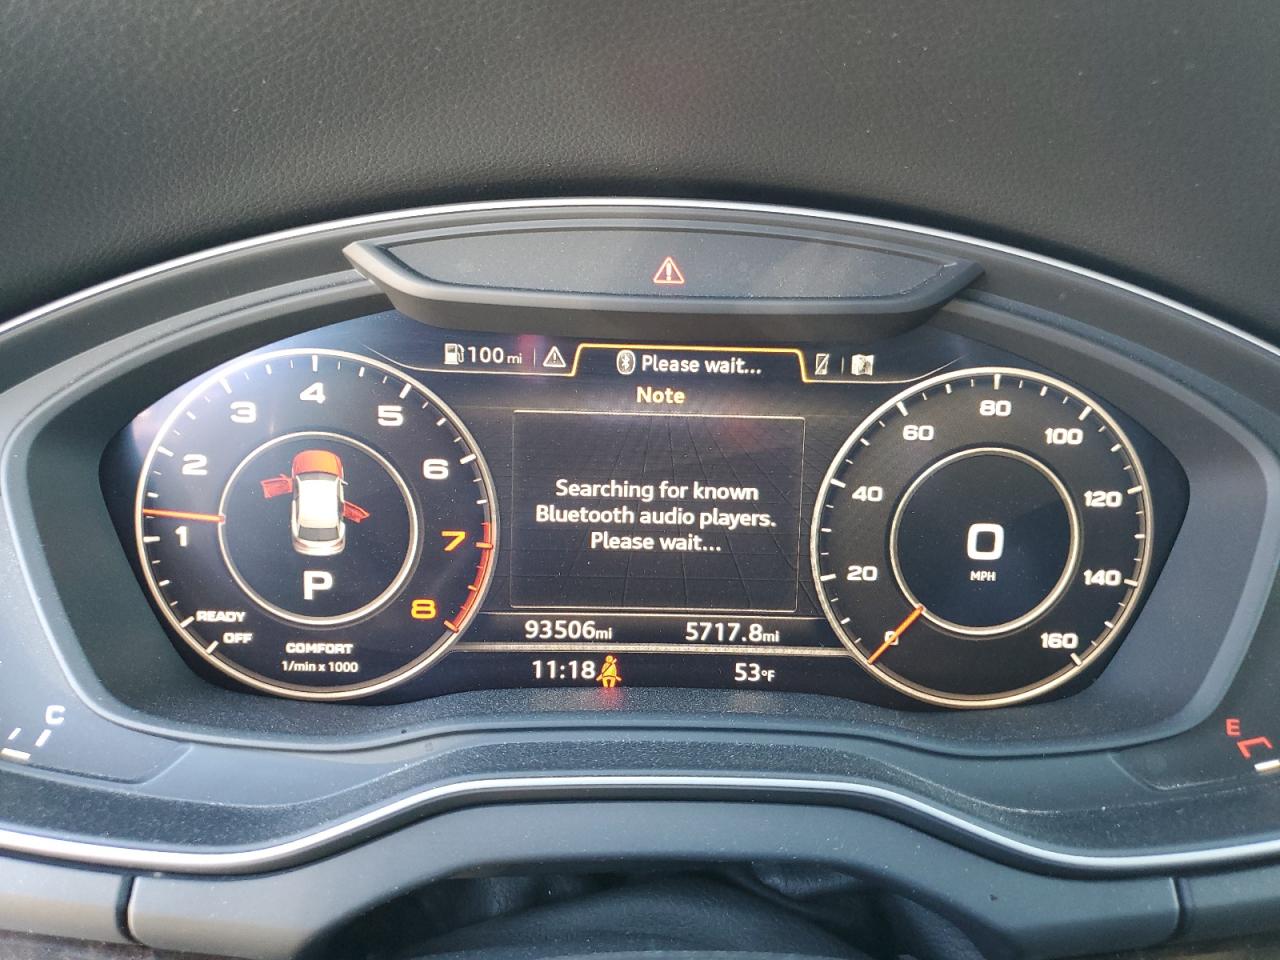 100 mi
Please wait...
Note
Searching for known
Bluetooth audio players.
Please wait...
93506mi
5717.8mi
11:18
53°F
1
2
3
4
5
6
7
8
P
READY
OFF
COMFORT
1/min x 1000
0
20
40
60
80
100
120
140
160
0
MPH
C
E